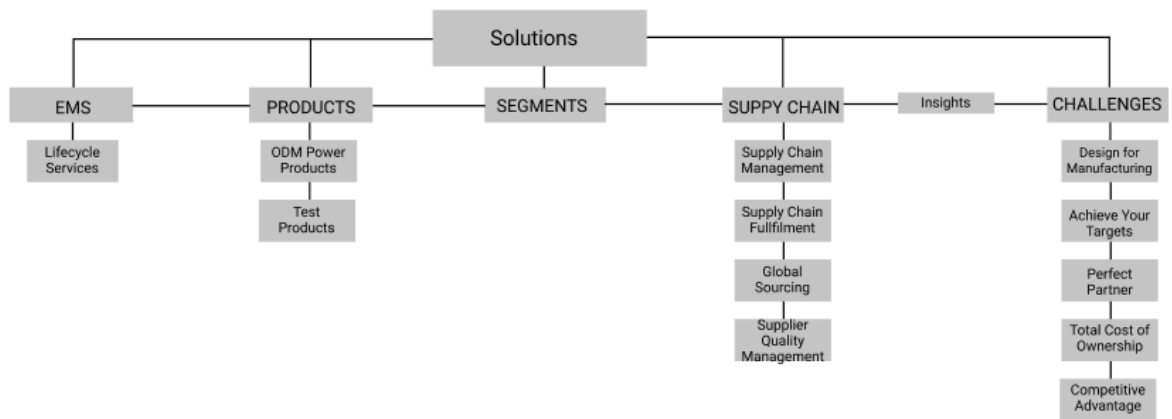 Solutions
EMS
PRODUCTS
SEGMENTS
SUPPY CHAIN
Insights
CHALLENGES
Lifecycle
Services
ODM Power
Products
Test
Products
Supply Chain
Management
Supply Chain
Fullfilment
Global
Sourcing
Supplier
Quality
Management
Design for
Manufacturing
Achieve Your
Targets
Perfect
Partner
Total Cost of
Ownership
Competitive
Advantage